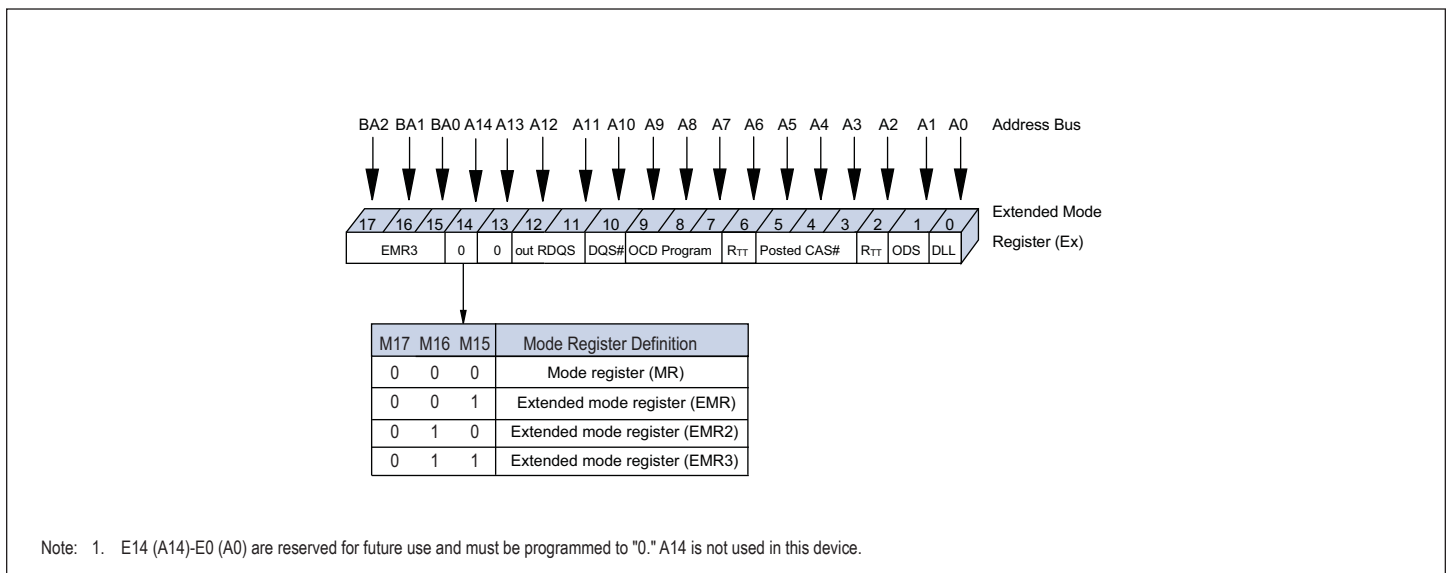 BA2 BA1 BA0 A14 A13 A12 A11 A10 A9 A8 A7 A6 A5 A4 A3 A2 A1 A0 Address Bus
17 16 15 14 13 12 11 10 9 8 7 6 5 4 3 2 1 0 Extended Mode
EMR3 0 0 out RDQS DQS# OCD Program RTT Posted CAS# RTT ODS DLL Register (Ex)
M17 M16 M15 Mode Register Definition
0 0 0 Mode register (MR)
0 0 1 Extended mode register (EMR)
0 1 0 Extended mode register (EMR2)
0 1 1 Extended mode register (EMR3)
Note: 1. E14 (A14)-E0 (A0) are reserved for future use and must be programmed to "0." A14 is not used in this device.